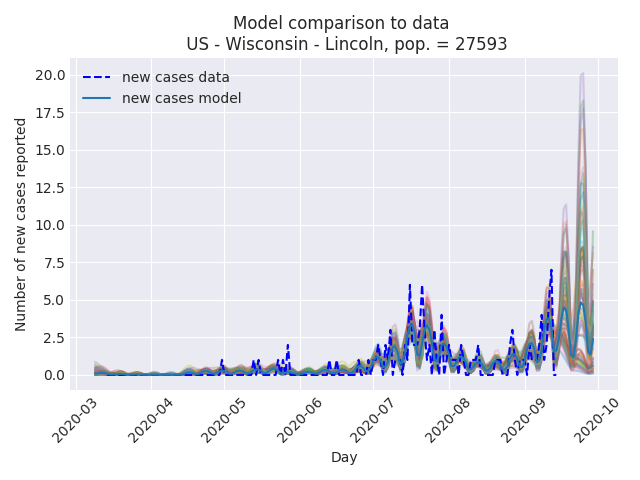 Model comparison to data
US - Wisconsin - Lincoln, pop. = 27593
new cases data
new cases model
Number of new cases reported
20.0
17.5
15.0
12.5
10.0
7.5
5.0
2.5
0.0
2020-03
2020-04
2020-05
2020-06
2020-07
2020-08
2020-09
2020-10
Day